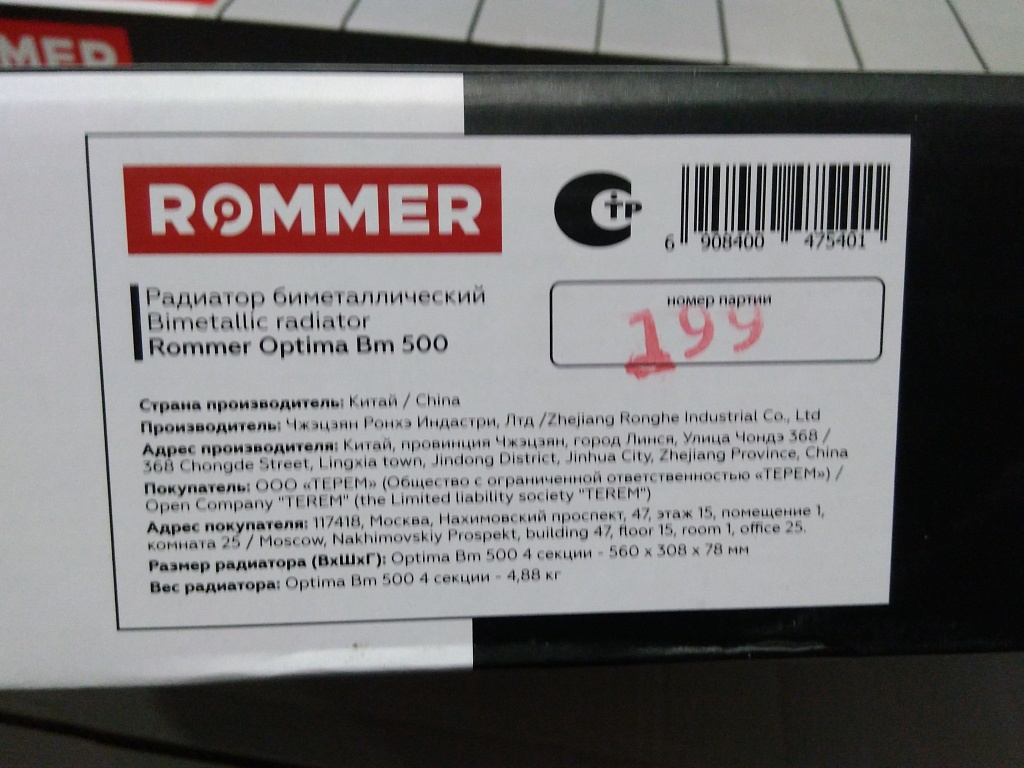 MED
ROMMER
TP
6 908400 475401
Радиатор биметаллический
Bimetallic radiator
Rommer Optima Bm 500
номер партии
199
Страна производитель: Китай / China
Производитель: Чжэцзян Ронхэ Индастри, Лтд /Zhejiang Ronghe Industrial Co., Ltd
Адрес производителя: Китай, провинция Чжэцзян, город Линся, Улица Чондэ 368 /
368 Chongde Street, Lingxia town, Jindong District, Jinhua City, Zhejiang Province, China
Покупатель: ООО «ТЕРЕМ» (Общество с ограниченной ответственностью «ТЕРЕМ») /
Open Company "TEREM" (the Limited liability society "TEREM")
Адрес покупателя: 117418, Москва, Нахимовский проспект, 47, этаж 15, помещение 1,
комната 25 / Moscow, Nakhimovskiy Prospekt, building 47, floor 15, room 1, office 25.
Размер радиатора (ВхШхГ): Optima Bm 500 4 секции - 560 x 308 x 78 мм
Вес радиатора: Optima Bm 500 4 секции - 4,88 кг